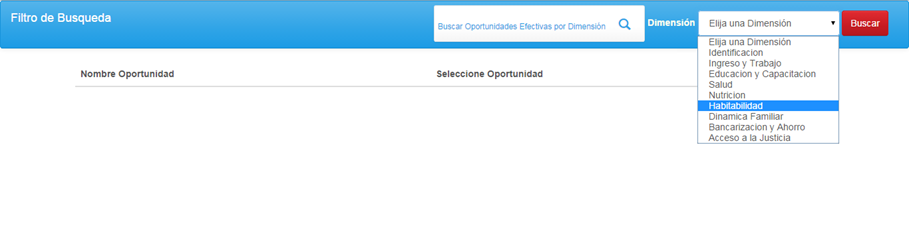 Filtro de Busqueda
Buscar Oportunidades Efectivas por Dimensión
Dimensión
Elija una Dimensión
Buscar
Elija una Dimensión
Identificacion
Ingreso y Trabajo
Educacion y Capacitacion
Salud
Nutricion
Habitabilidad
Dinamica Familiar
Bancarizacion y Ahorro
Acceso a la Justicia
Nombre Oportunidad
Seleccione Oportunidad